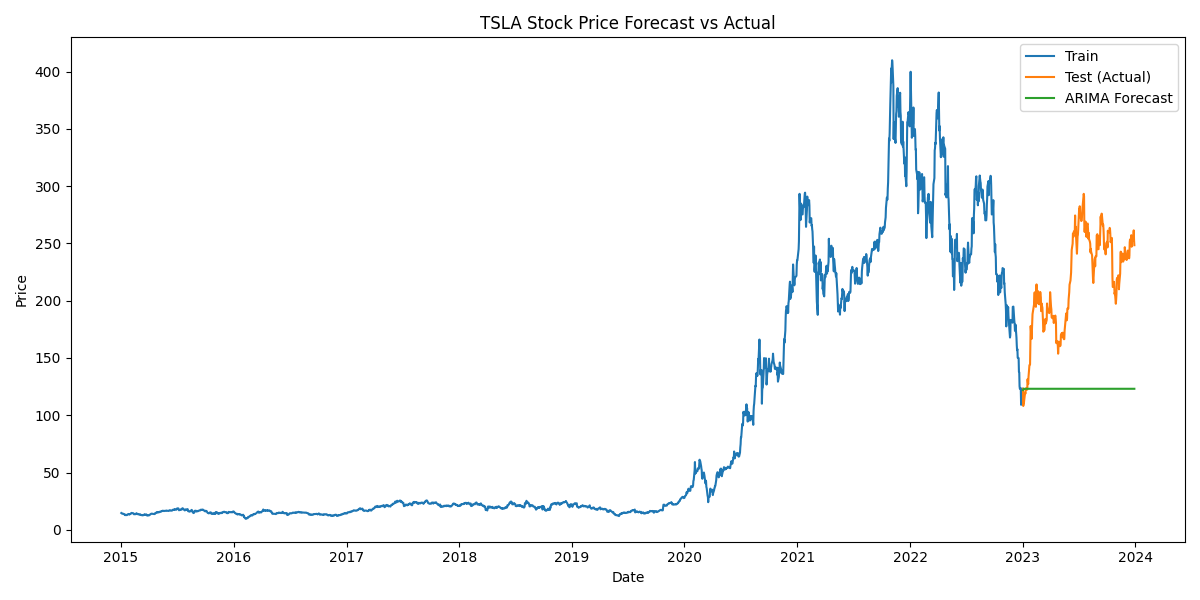 TSLA Stock Price Forecast vs Actual
Train
Test (Actual)
ARIMA Forecast
Price
400
350
300
250
200
150
100
50
0
2015 2016 2017 2018 2019 2020 2021 2022 2023 2024
Date